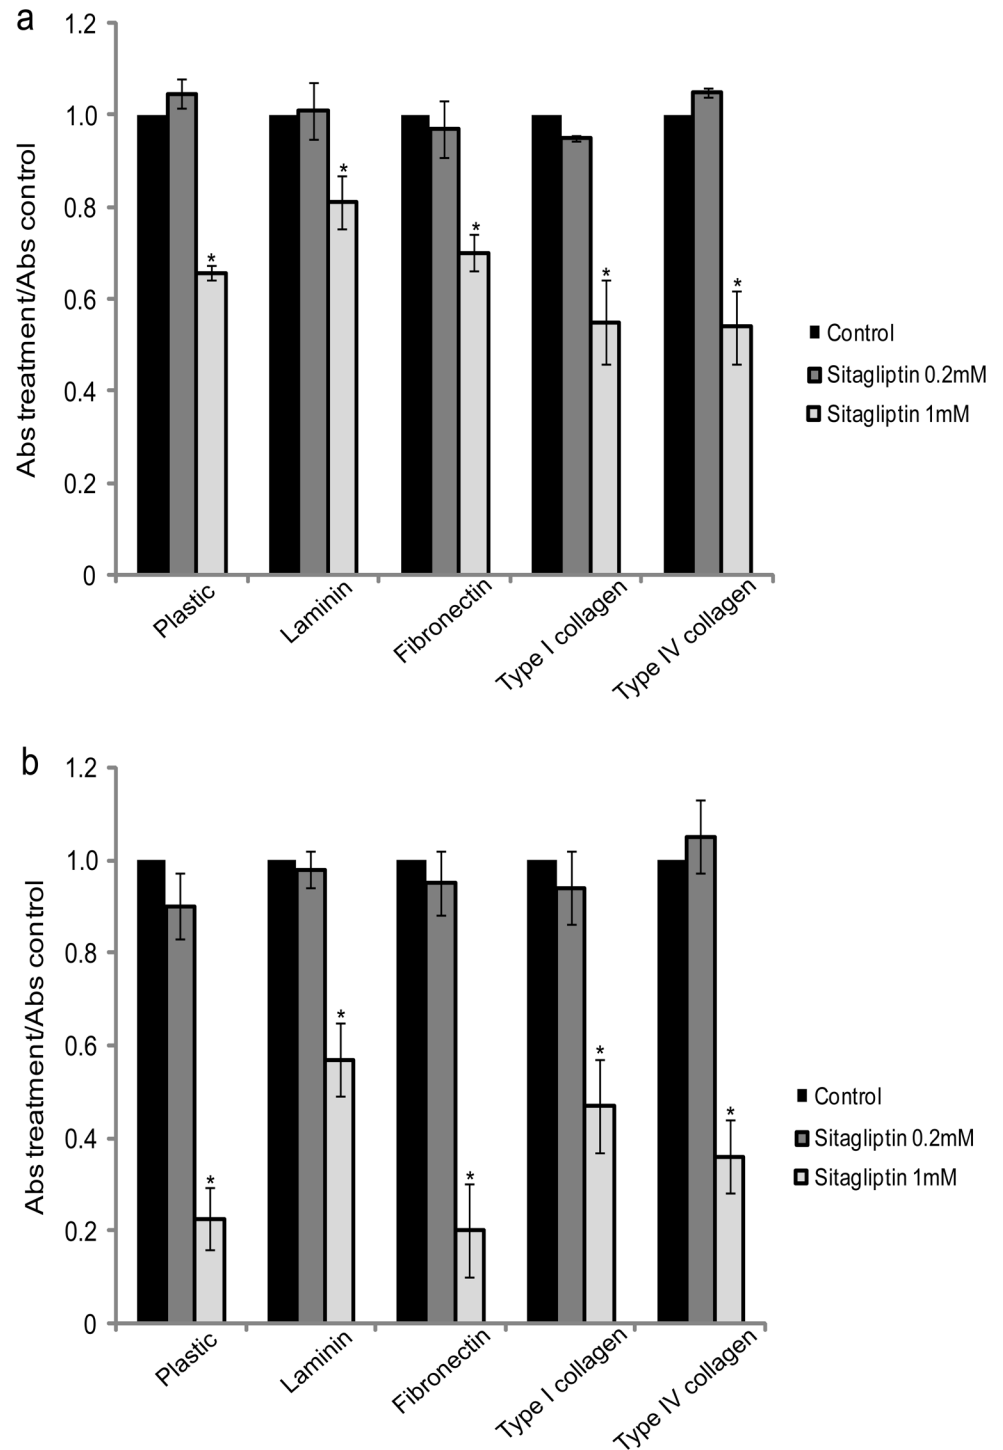 a
1.2
1.0
0.8
0.6
0.4
0.2
0
Abs treatment/Abs control
*
*
*
*
*
Plastic
Laminin
Fibronectin
Type I collagen
Type IV collagen
Control
Sitagliptin 0.2mM
Sitagliptin 1mM
b
1.2
1.0
0.8
0.6
0.4
0.2
0
Abs treatment/Abs control
*
*
*
*
*
Plastic
Laminin
Fibronectin
Type I collagen
Type IV collagen
Control
Sitagliptin 0.2mM
Sitagliptin 1mM